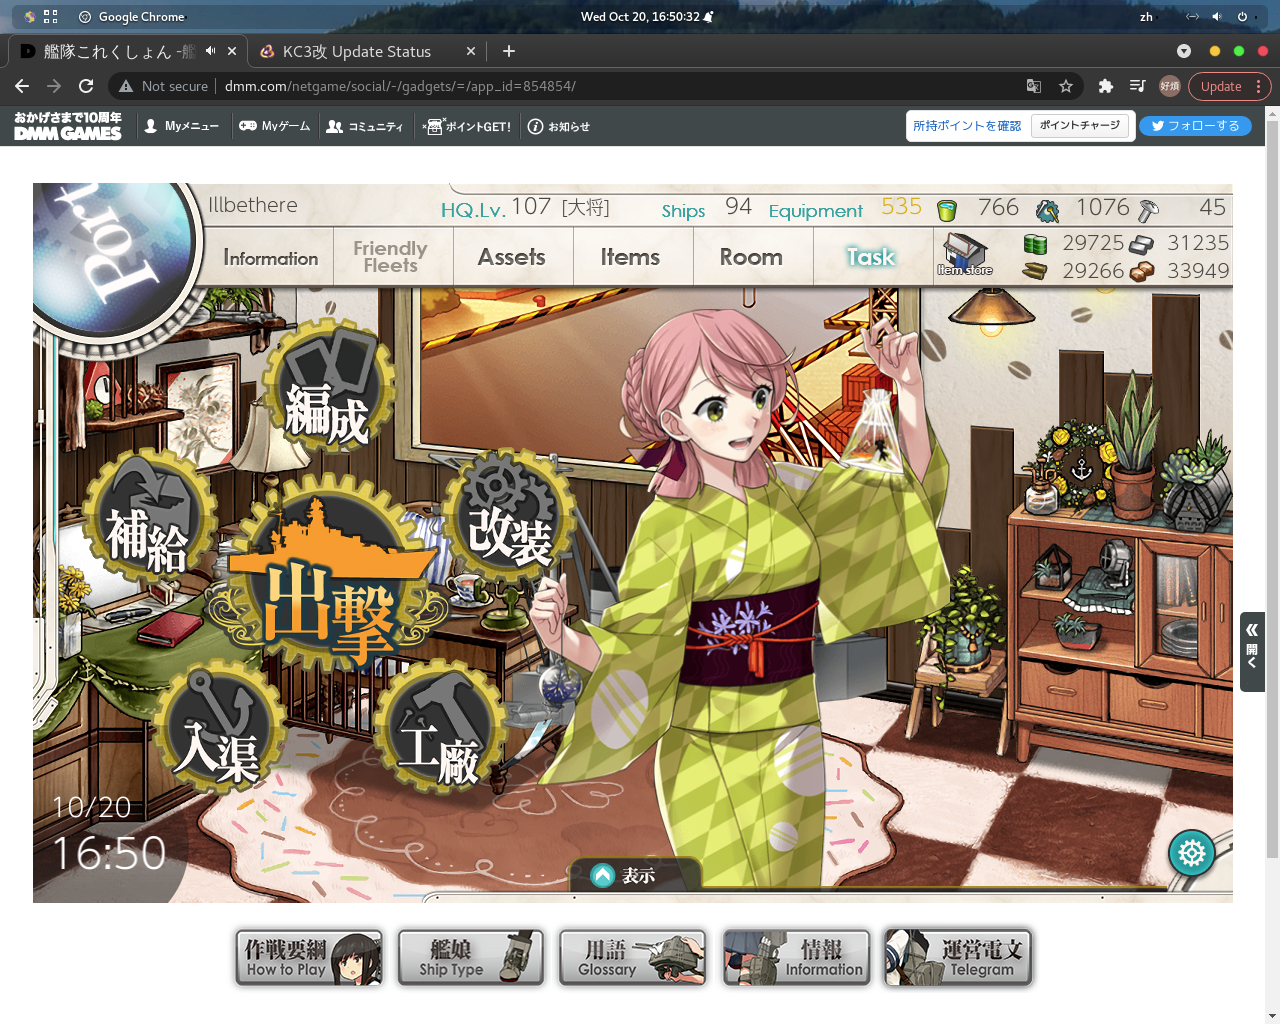 Google Chrome
Wed Oct 20, 16:50:32
zh
艦隊これくしょん -艦
KC3改 Update Status
Not secure
dmm.com/netgame/social/-/gadgets/=/app_id=854854/
好煩
Update
おかげさまで10周年
DMM GAMES
Myメニュー
Myゲーム
コミュニティ
ポイントGET!
お知らせ
所持ポイントを確認
ポイントチャージ
フォローする
Port
Illbethere
HQ.Lv. 107 [大将]
Ships 94
Equipment 535
766
1076
45
Information
Friendly Fleets
Assets
Items
Room
Task
Item store
29725
31235
29266
33949
編成
補給
改装
出撃
入渠
工廠
開
10/20
16:50
表示
作戦要綱
How to Play
艦娘
Ship Type
用語
Glossary
情報
Information
運営電文
Telegram